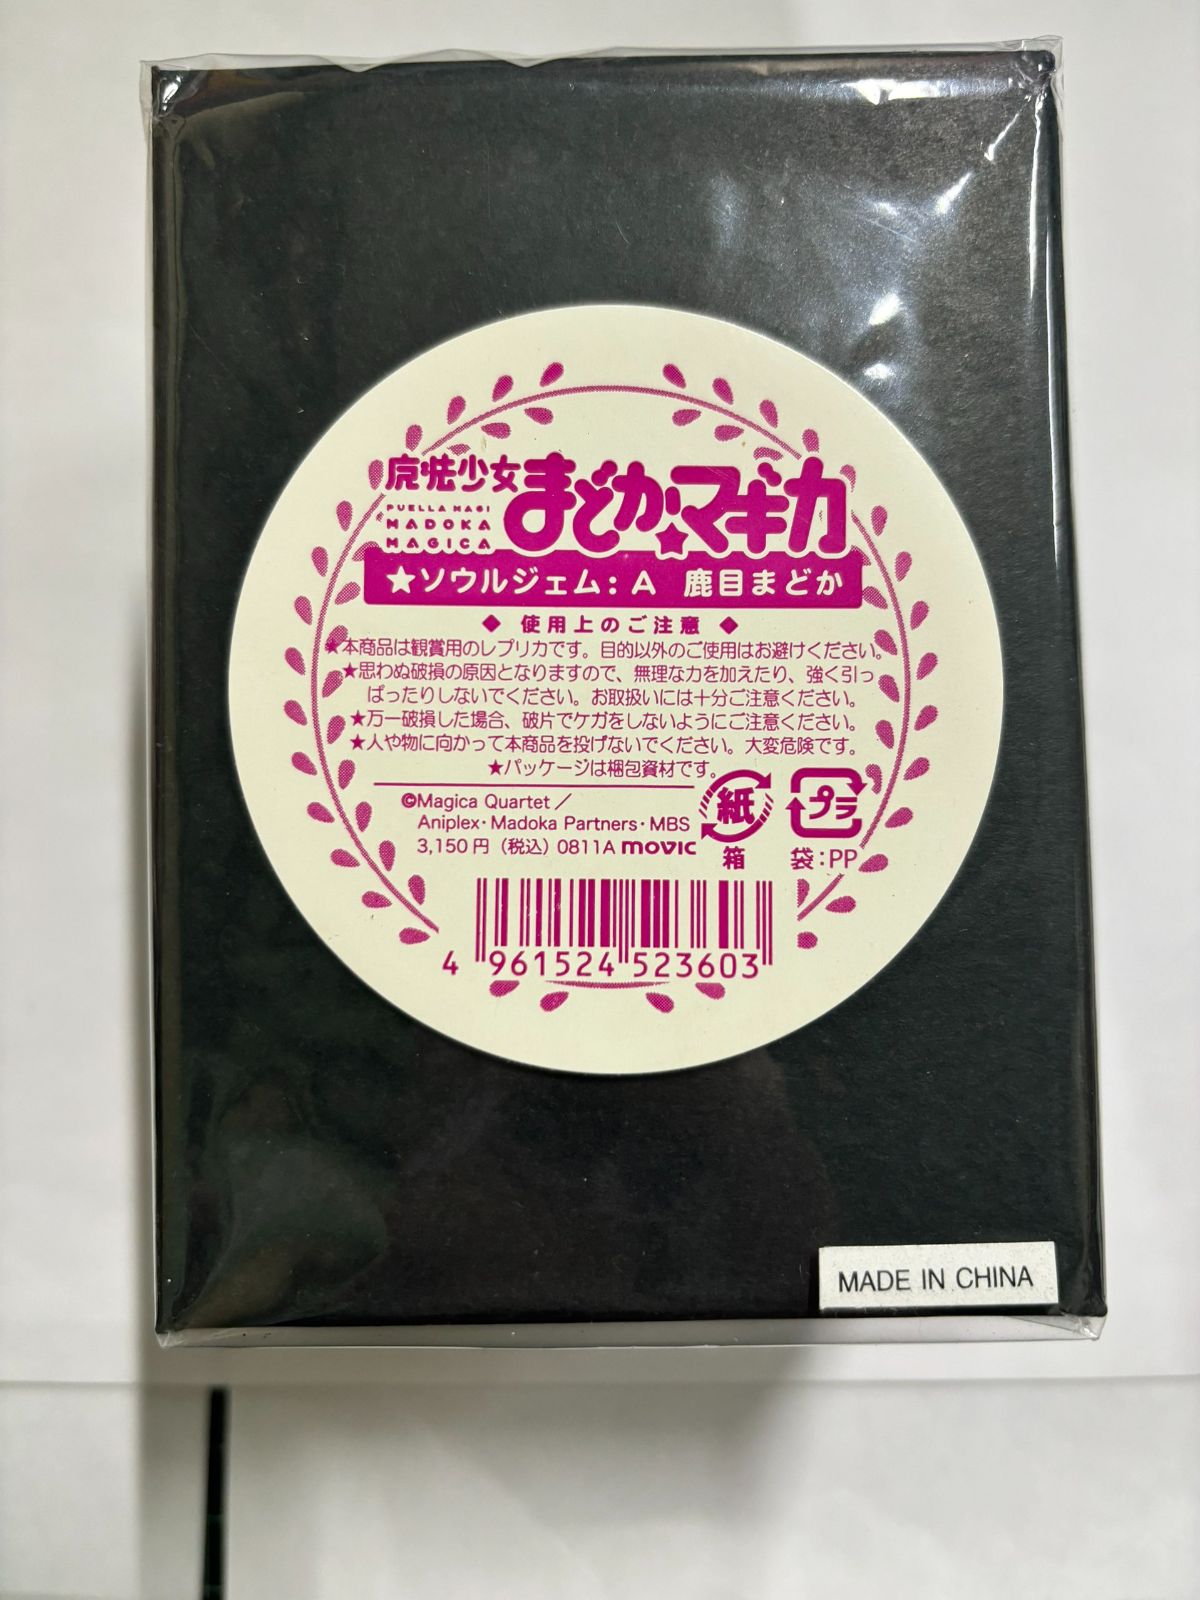 魔法少女まどか★マギカ
PUELLA MAGI
MADOKA
MAGICA
★ソウルジェム：A 鹿目まどか
◆ 使用上のご注意 ◆
★本商品は観賞用のレプリカです。目的以外のご使用はお避けください。
★思わぬ破損の原因となりますので、無理な力を加えたり、強く引っ
ぱったりしないでください。お取扱いには十分ご注意ください。
★万一破損した場合、破片でケガをしないようにご注意ください。
★人や物に向かって本商品を投げないでください。大変危険です。
★パッケージは梱包資材です。
©Magica Quartet／
Aniplex・Madoka Partners・MBS
3,150円（税込）0811A movic
紙
箱
プラ
袋：PP
4 961524 523603
MADE IN CHINA